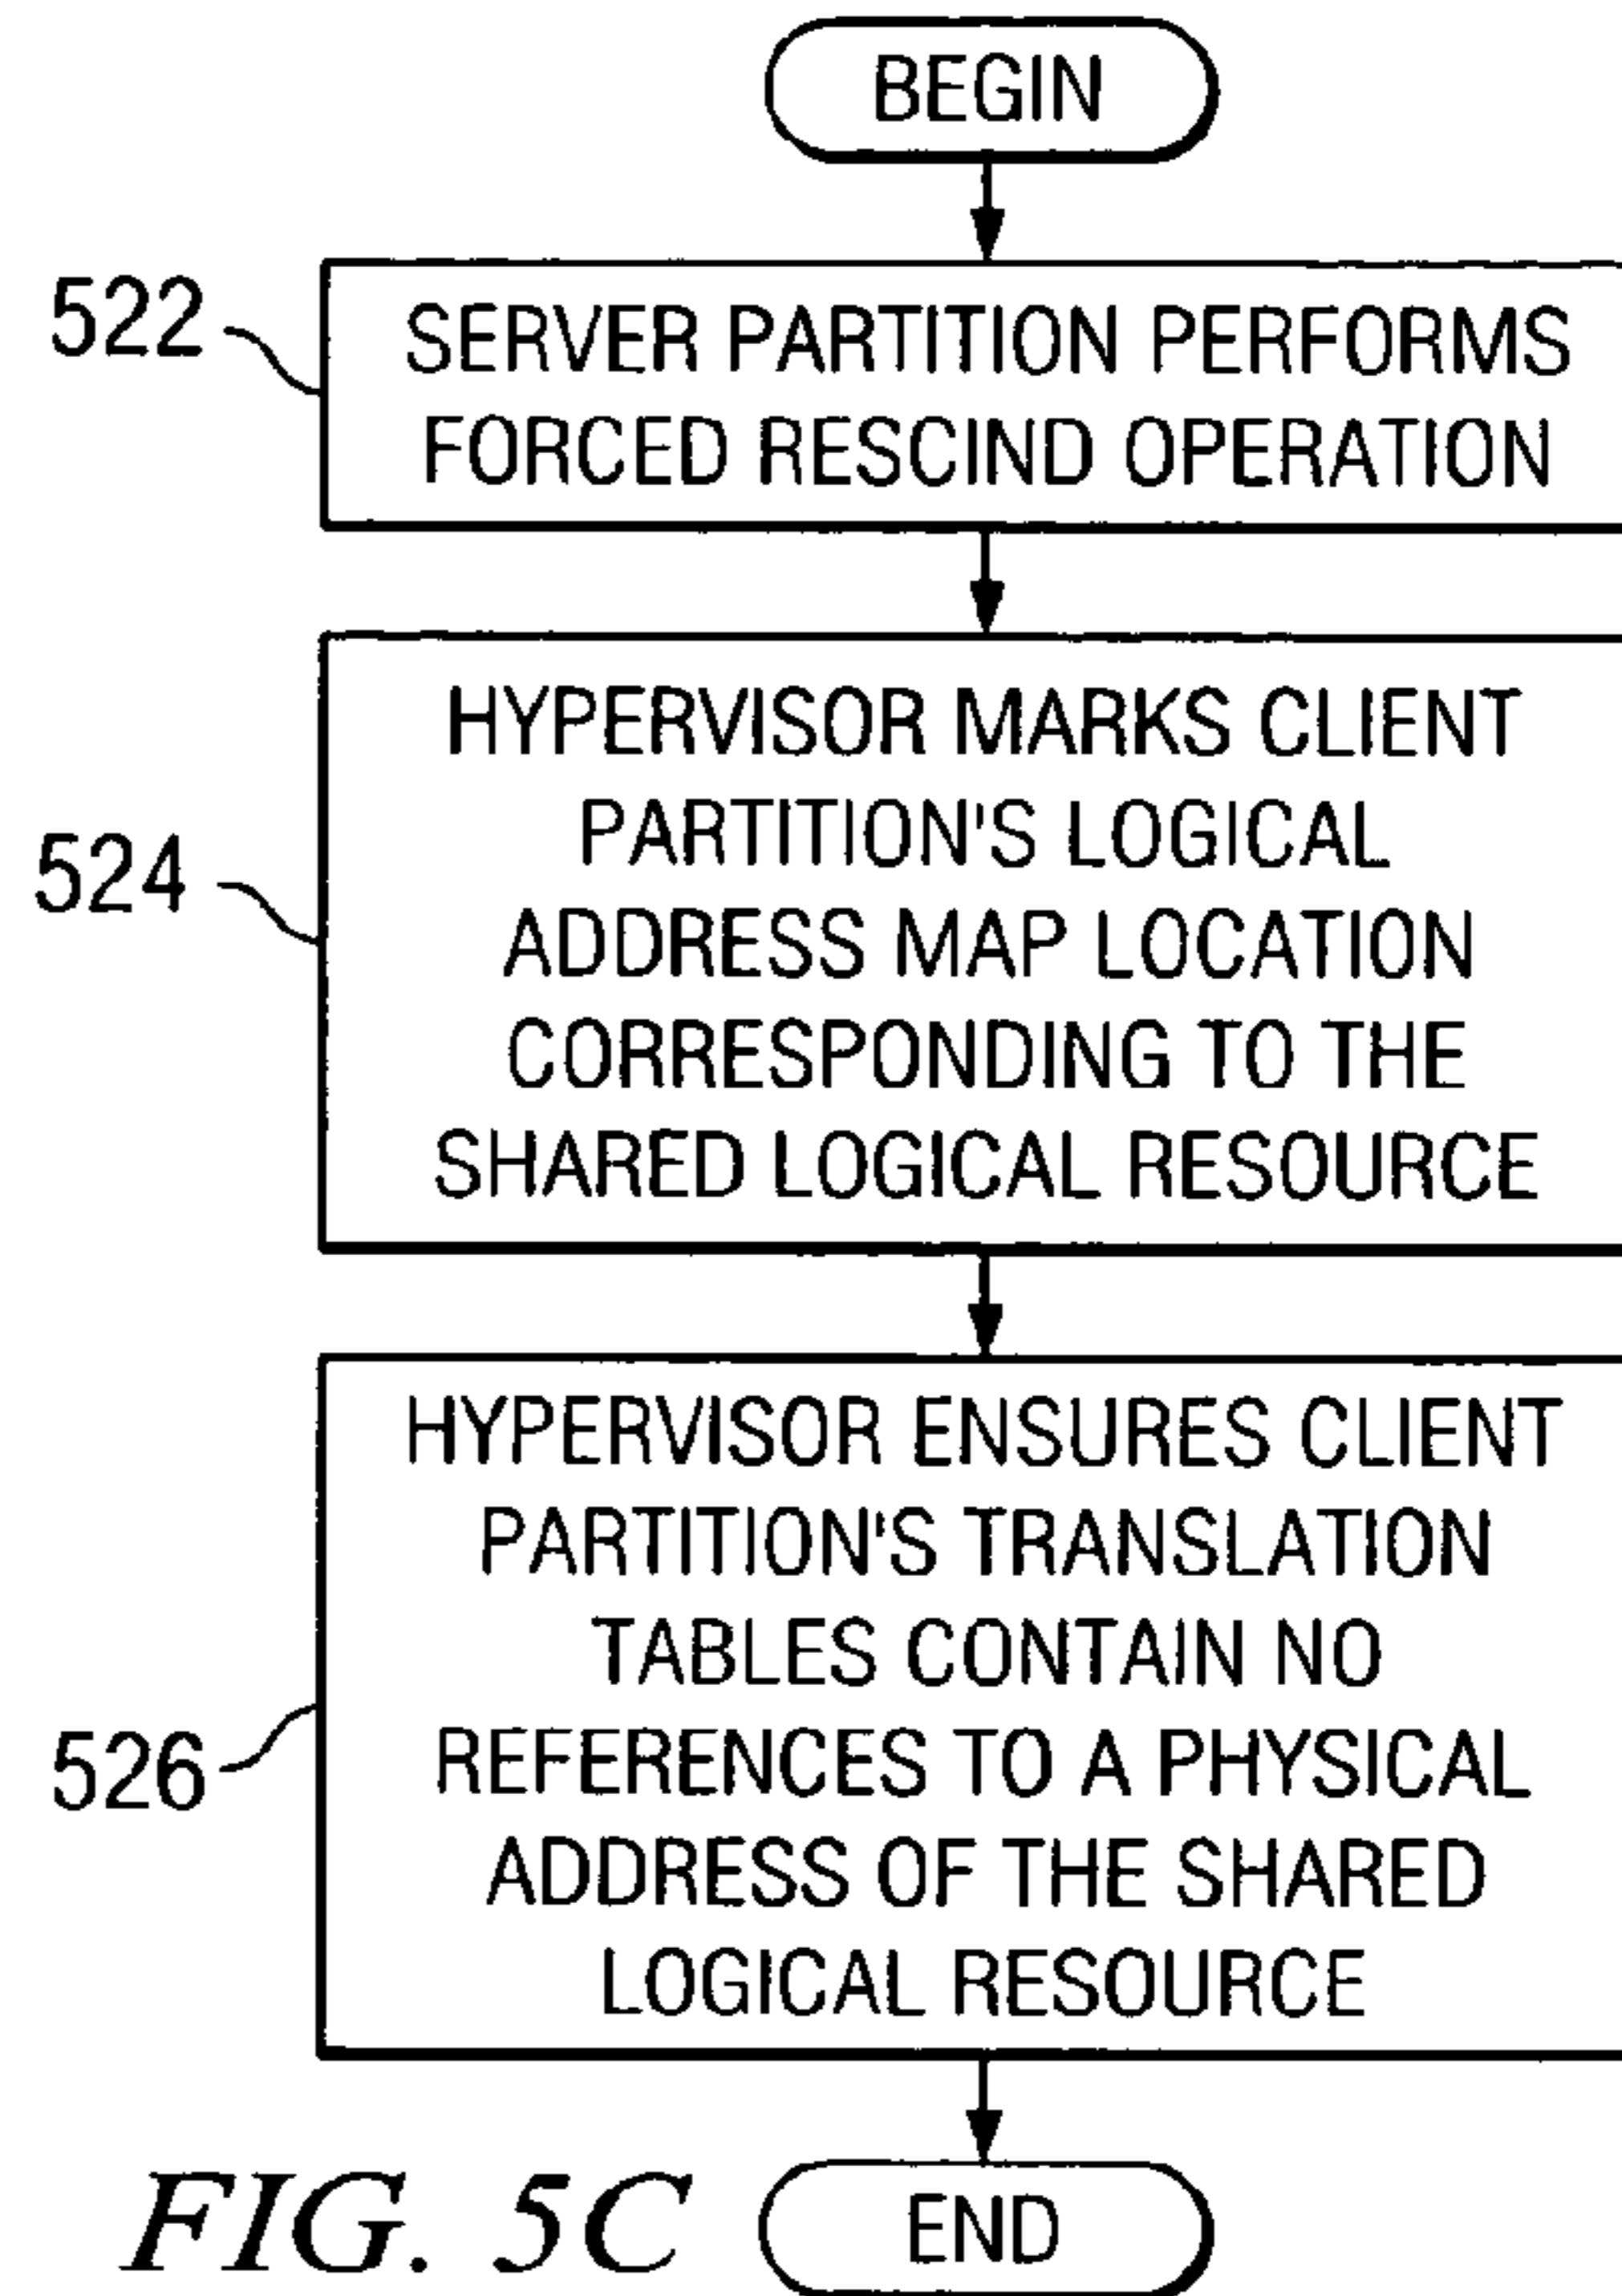 BEGIN
522
SERVER PARTITION PERFORMS
FORCED RESCIND OPERATION
524
HYPERVISOR MARKS CLIENT
PARTITION'S LOGICAL
ADDRESS MAP LOCATION
CORRESPONDING TO THE
SHARED LOGICAL RESOURCE
526
HYPERVISOR ENSURES CLIENT
PARTITION'S TRANSLATION
TABLES CONTAIN NO
REFERENCES TO A PHYSICAL
ADDRESS OF THE SHARED
LOGICAL RESOURCE
END
FIG. 5C